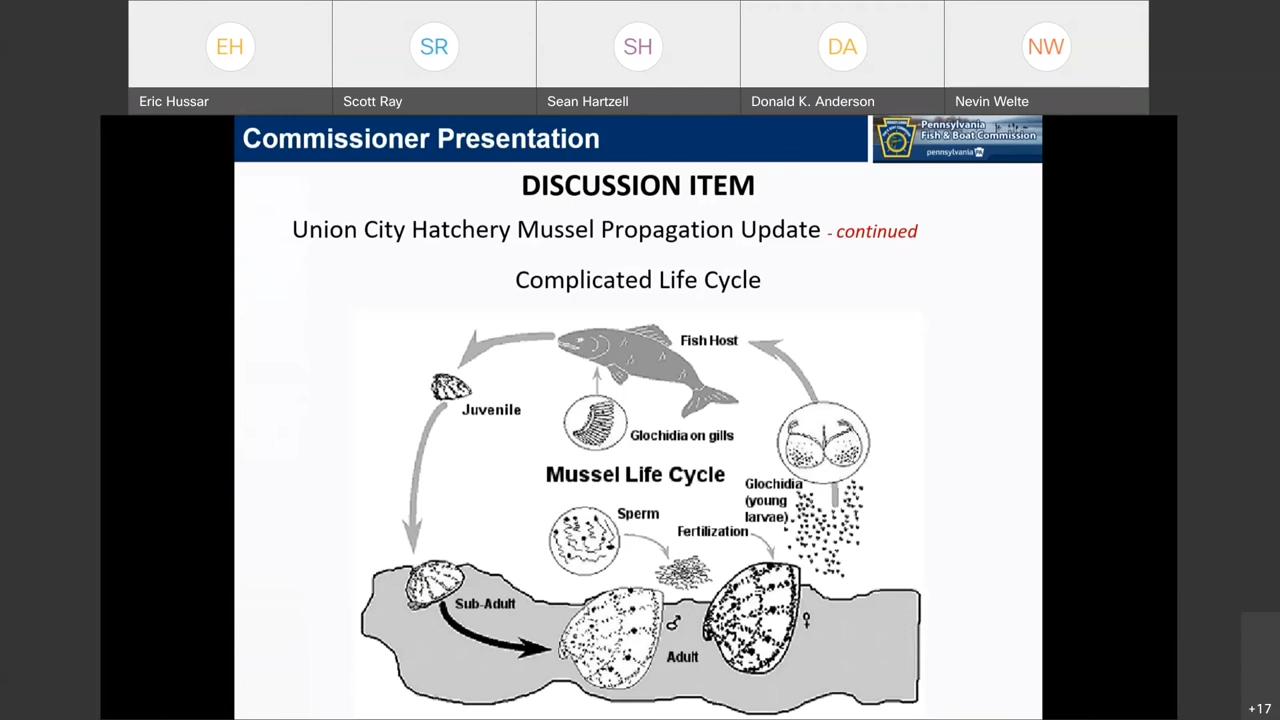 EH
SR
SH
DA
NW
Eric Hussar
Scott Ray
Sean Hartzell
Donald K. Anderson
Nevin Welte
Commissioner Presentation
Pennsylvania
Fish & Boat Commission
pennsylvania PA
DISCUSSION ITEM
Union City Hatchery Mussel Propagation Update - continued
Complicated Life Cycle
Fish Host
Juvenile
Glochidia on gills
Mussel Life Cycle
Glochidia
(young
larvae)
Sperm
Fertilization
Sub-Adult
♂
♀
Adult
+17